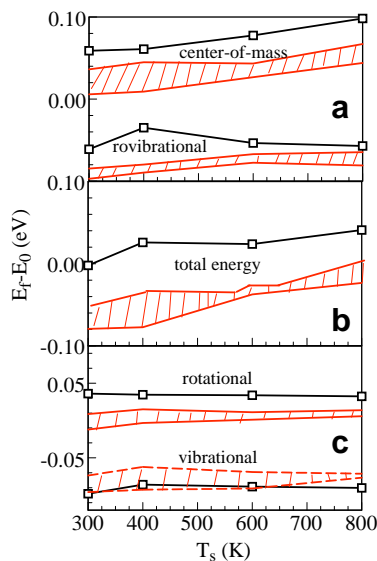 0.10
center-of-mass
0.00
a
rovibrational
0.10
E_f-E_0 (eV)
0.00
total energy
b
-0.10
0.05
rotational
c
-0.05
vibrational
300 400 500 600 700 800
T_s (K)